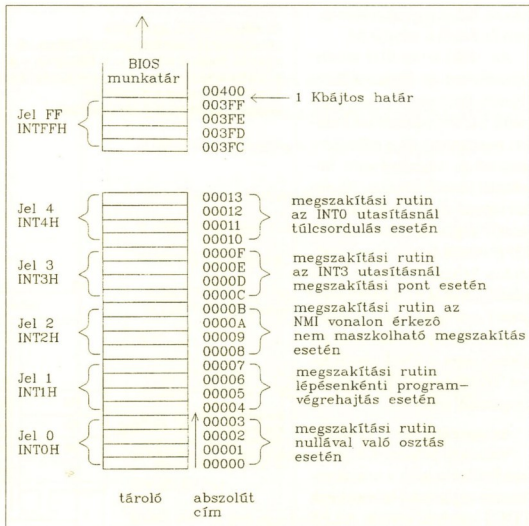 BIOS
munkatár
00400
003FF
003FE
003FD
003FC
1 Kbájtos határ
Jel FF
INTFFH
Jel 4
INT4H
00013
00012
00011
00010
megszakítási rutin
az INT0 utasításnál
túlcsordulás esetén
Jel 3
INT3H
0000F
0000E
0000D
0000C
megszakítási rutin
az INT3 utasításnál
megszakítási pont esetén
Jel 2
INT2H
0000B
0000A
00009
00008
megszakítási rutin az
NMI vonalon érkező
nem maszkolható megszakítás
esetén
Jel 1
INT1H
00007
00006
00005
00004
megszakítási rutin
lépésenkénti program—
végrehajtás esetén
Jel 0
INT0H
00003
00002
00001
00000
megszakítási rutin
nullával való osztás
esetén
tároló
abszolút
cím